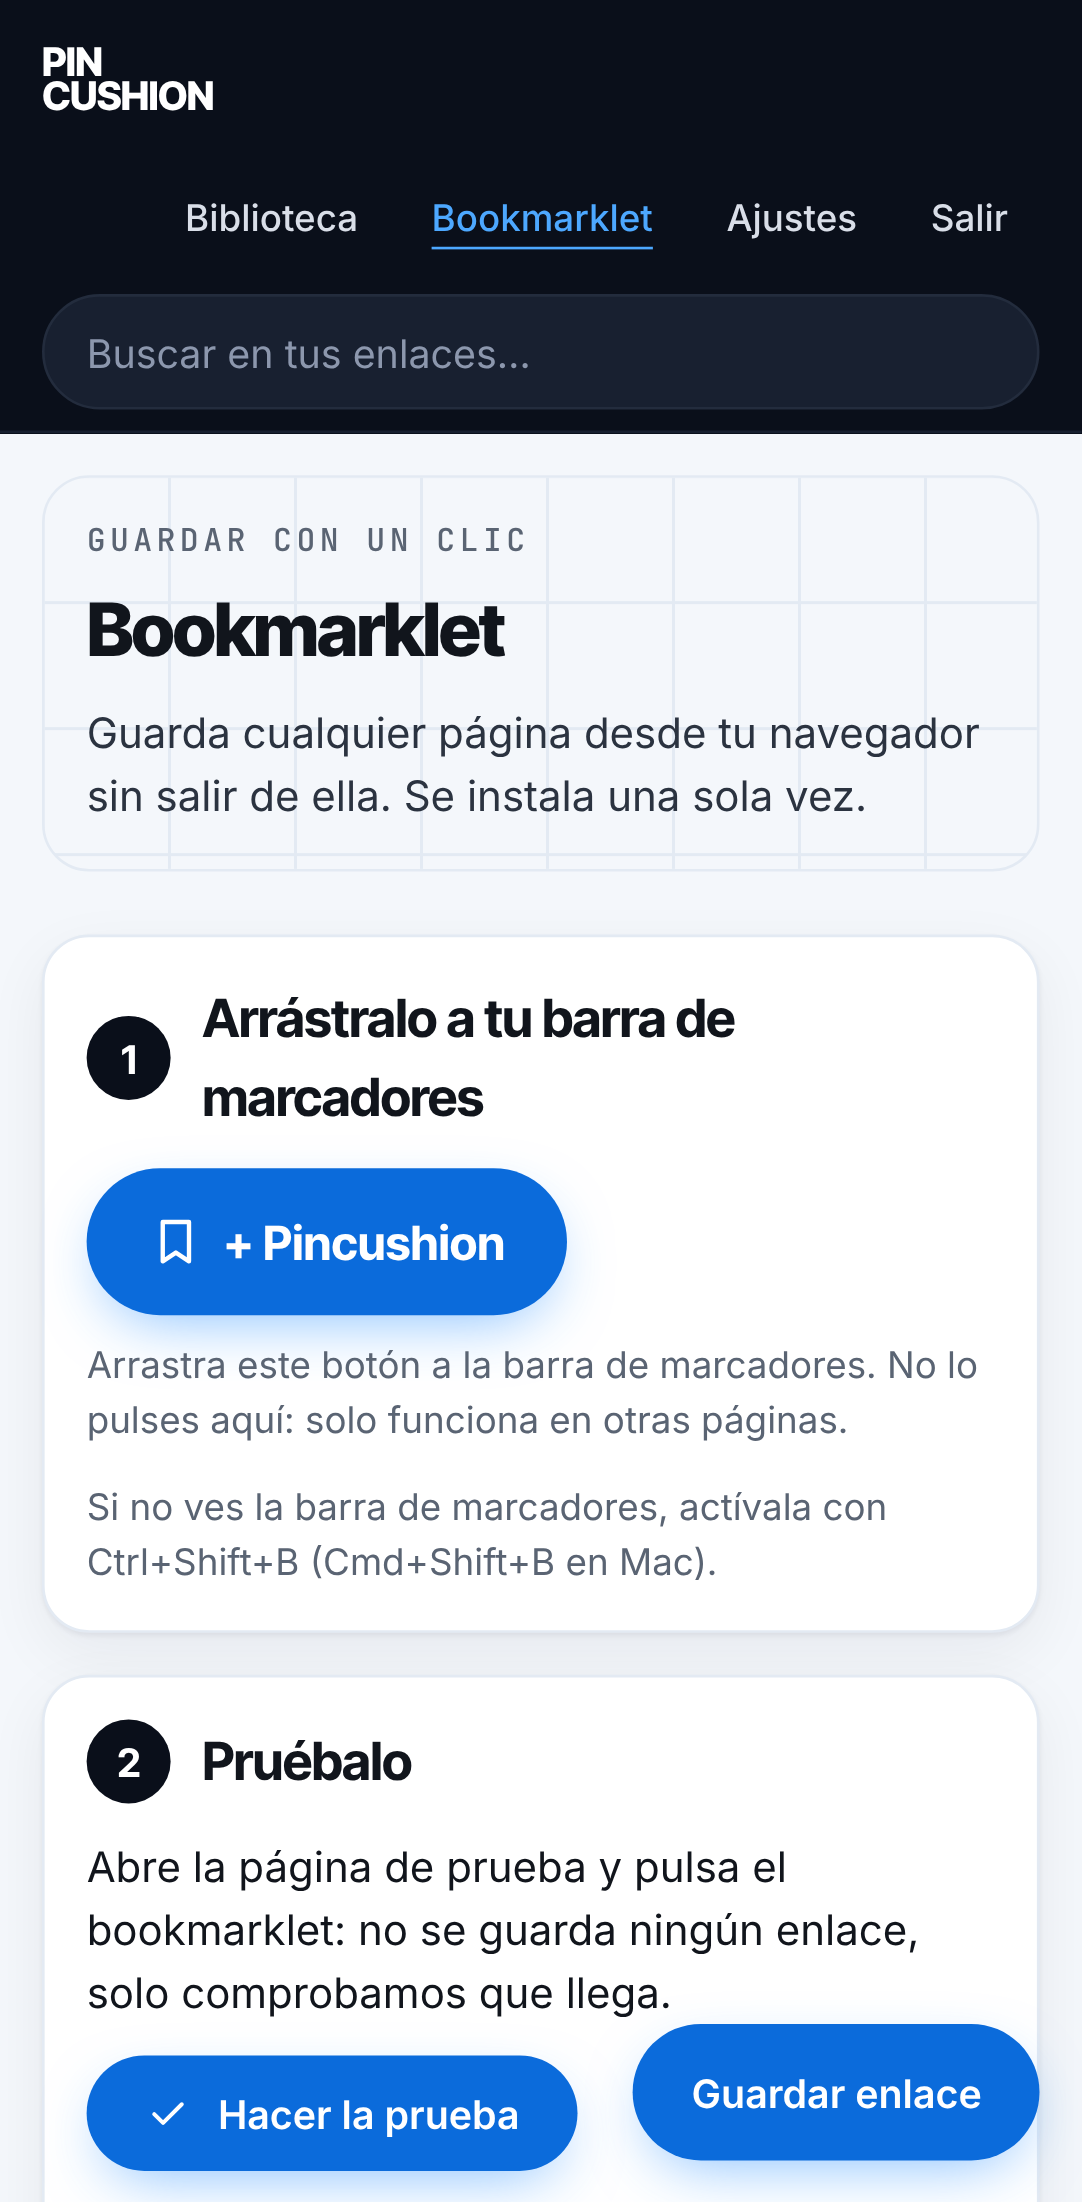 PIN
CUSHION
Biblioteca Bookmarklet Ajustes Salir
Buscar en tus enlaces...
GUARDAR CON UN CLIC
Bookmarklet
Guarda cualquier página desde tu navegador
sin salir de ella. Se instala una sola vez.
1 Arrástralo a tu barra de
marcadores
+ Pincushion
Arrastra este botón a la barra de marcadores. No lo
pulses aquí: solo funciona en otras páginas.
Si no ves la barra de marcadores, actívala con
Ctrl+Shift+B (Cmd+Shift+B en Mac).
2 Pruébalo
Abre la página de prueba y pulsa el
bookmarklet: no se guarda ningún enlace,
solo comprobamos que llega.
Hacer la prueba
Guardar enlace